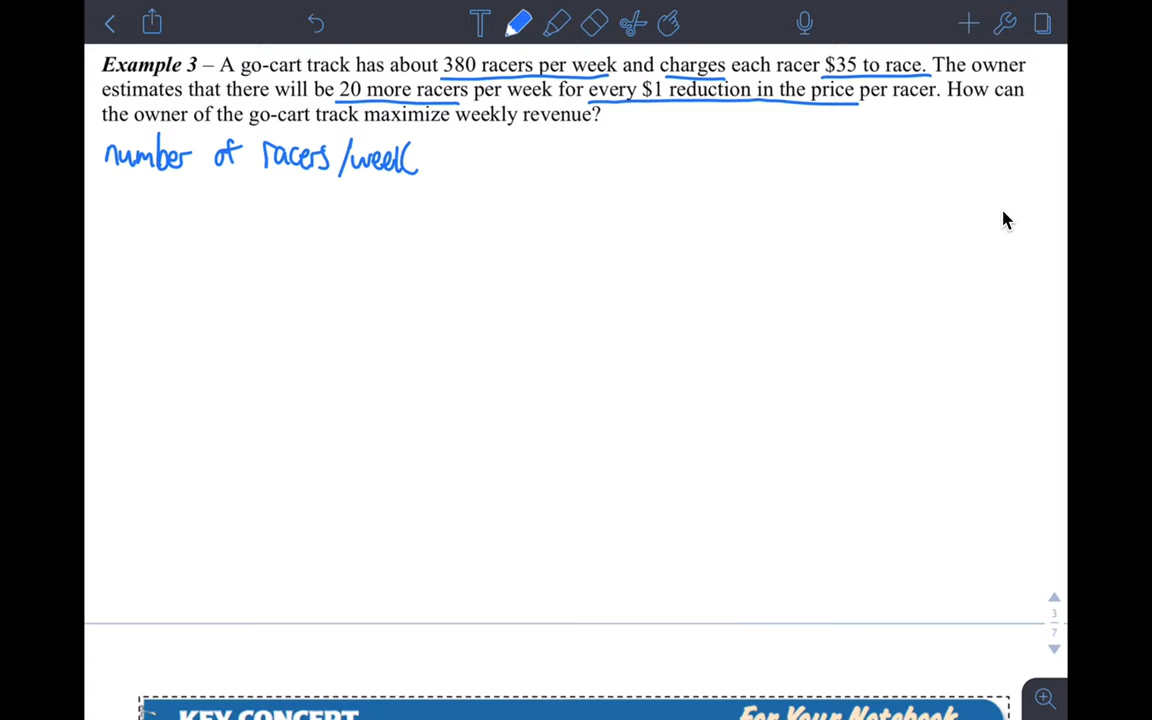 Example 3 – A go-cart track has about 380 racers per week and charges each racer $35 to race. The owner
estimates that there will be 20 more racers per week for every $1 reduction in the price per racer. How can
the owner of the go-cart track maximize weekly revenue?
number of racers/week
3
7
KEY CONCEPT
For Your Notebook